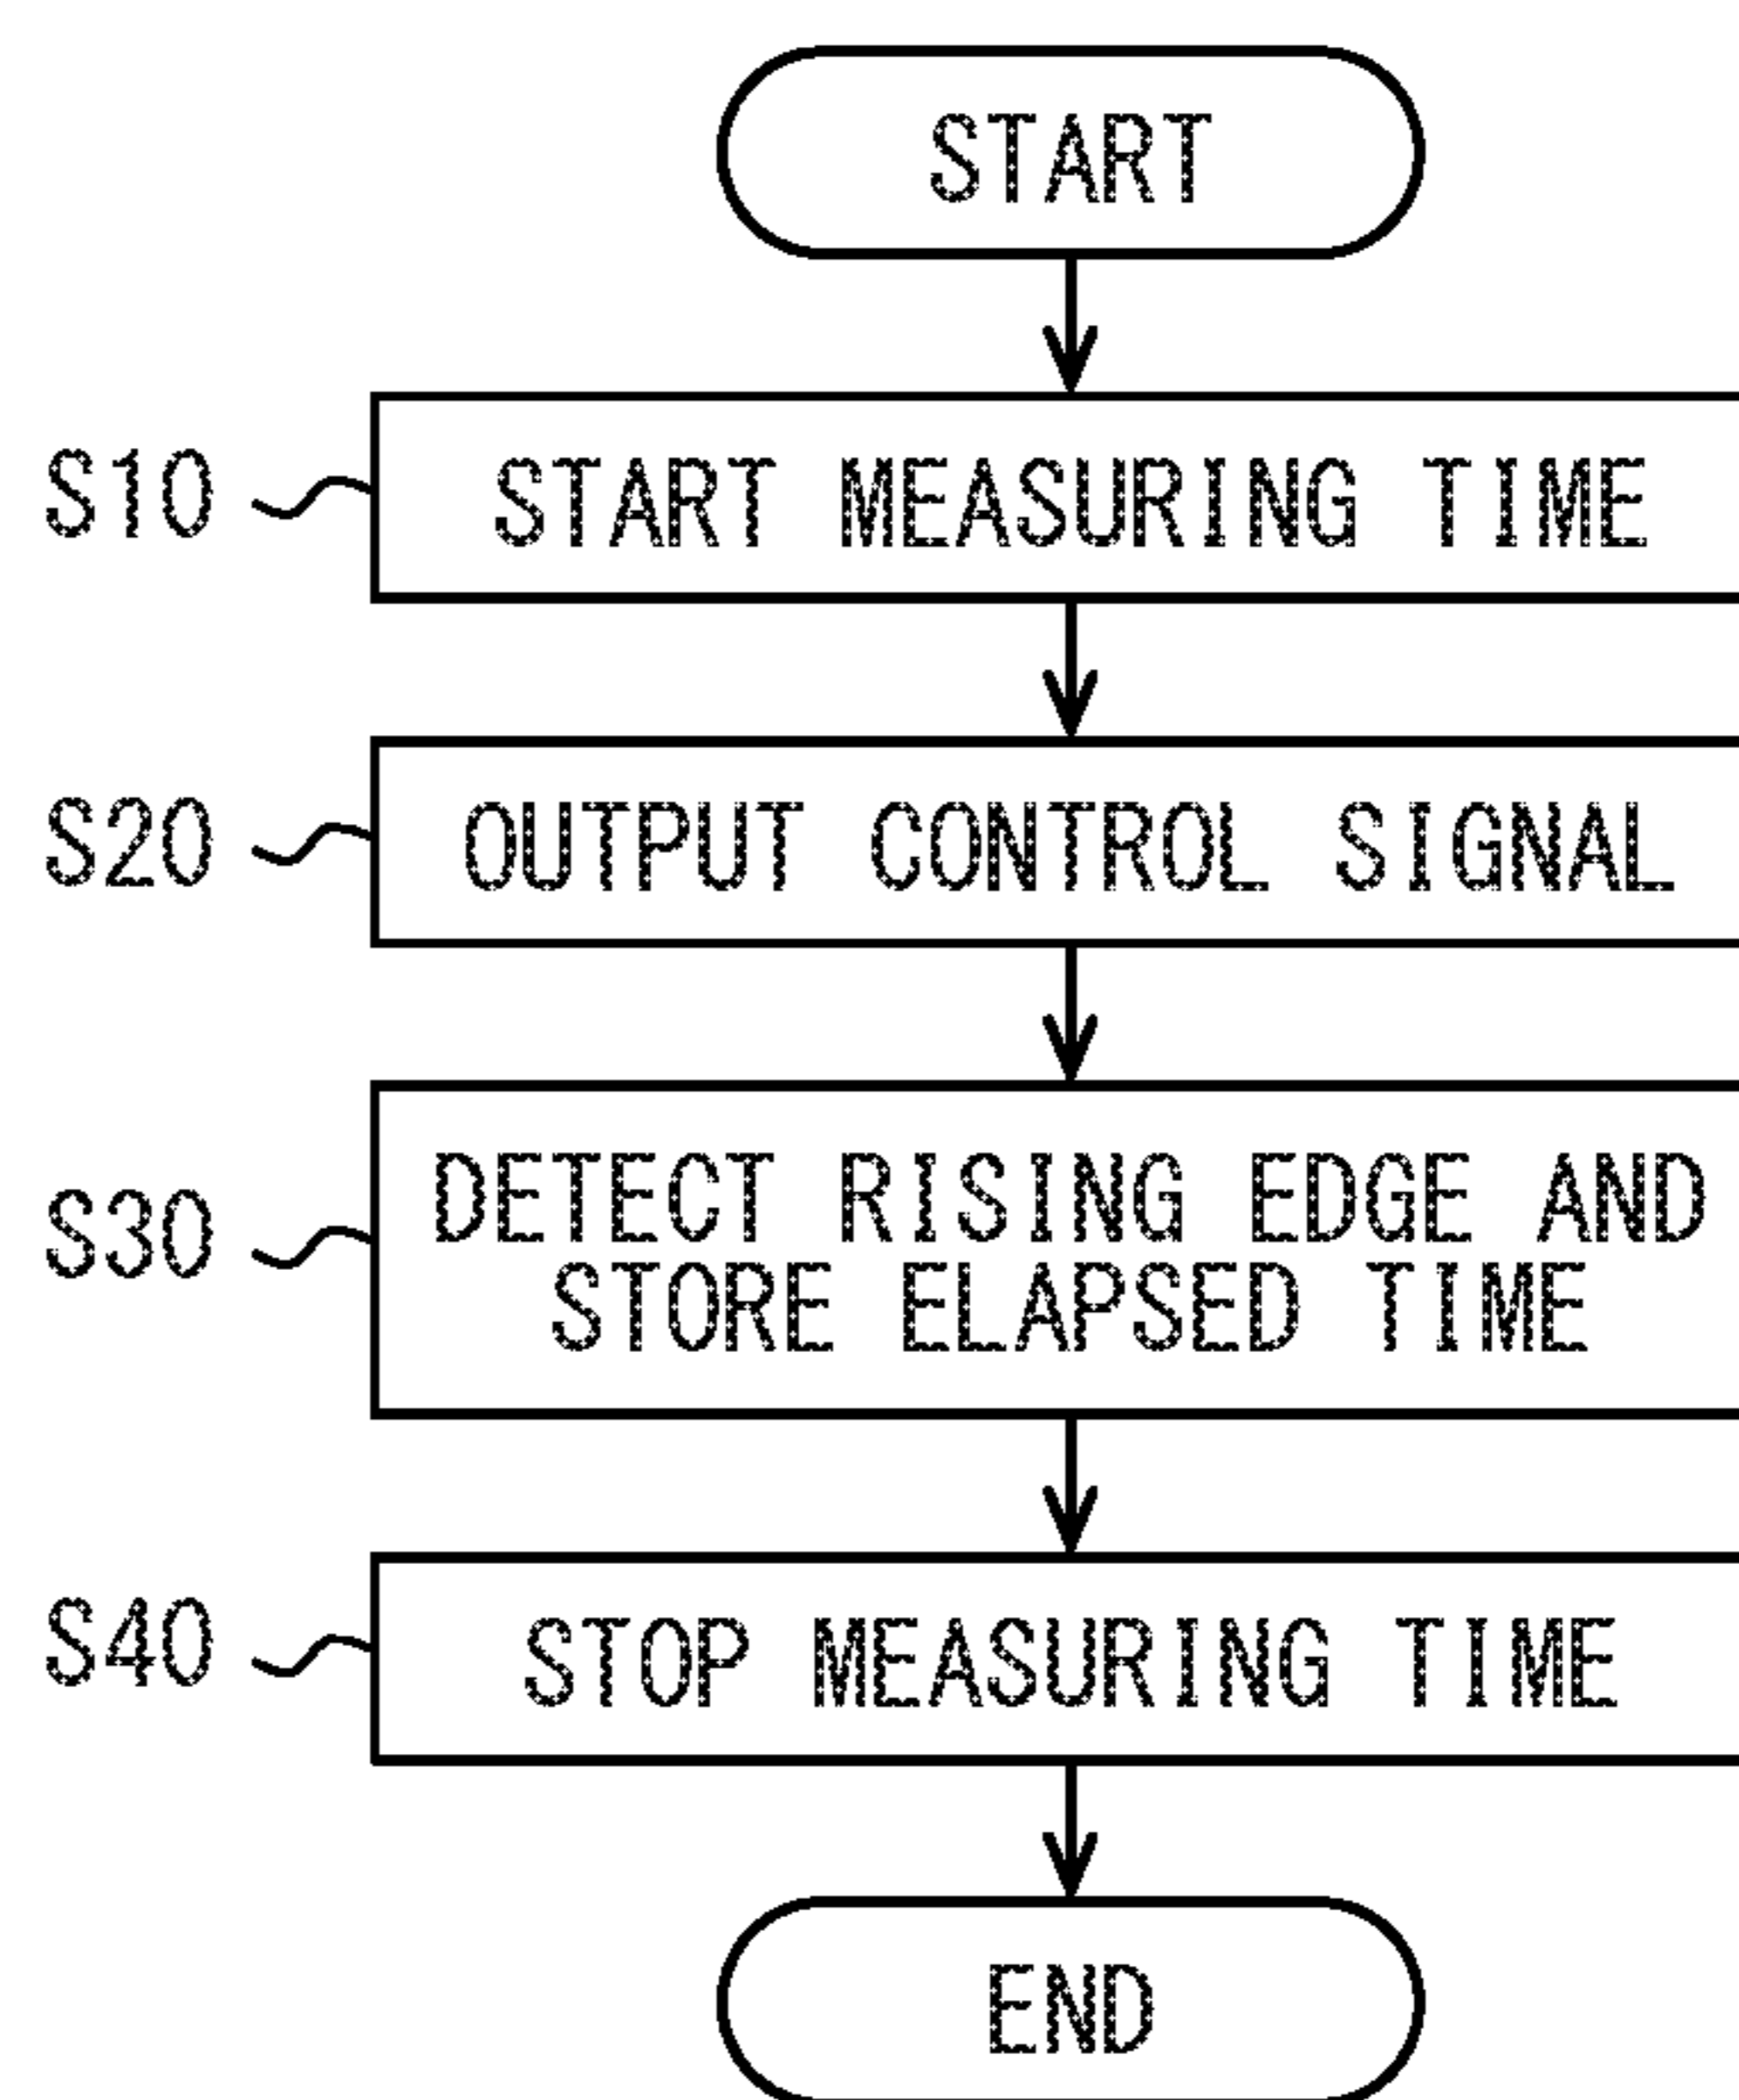 START
S10 START MEASURING TIME
S20 OUTPUT CONTROL SIGNAL
S30 DETECT RISING EDGE AND
STORE ELAPSED TIME
S40 STOP MEASURING TIME
END